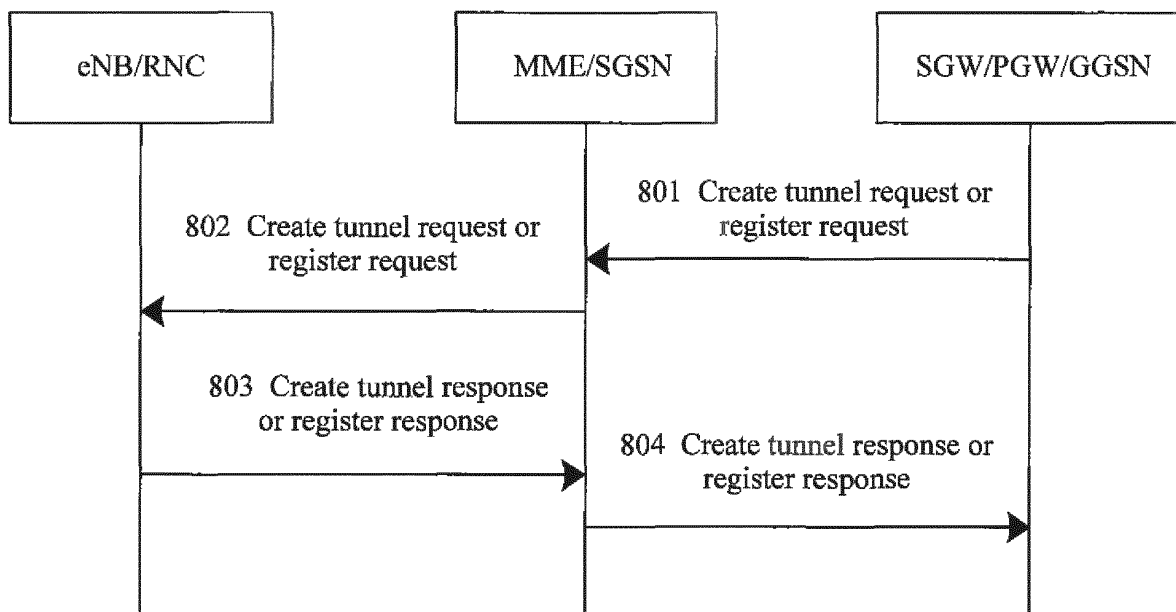 eNB/RNC
MME/SGSN
SGW/PGW/GGSN
801 Create tunnel request or
register request
802 Create tunnel request or
register request
803 Create tunnel response
or register response
804 Create tunnel response or
register response